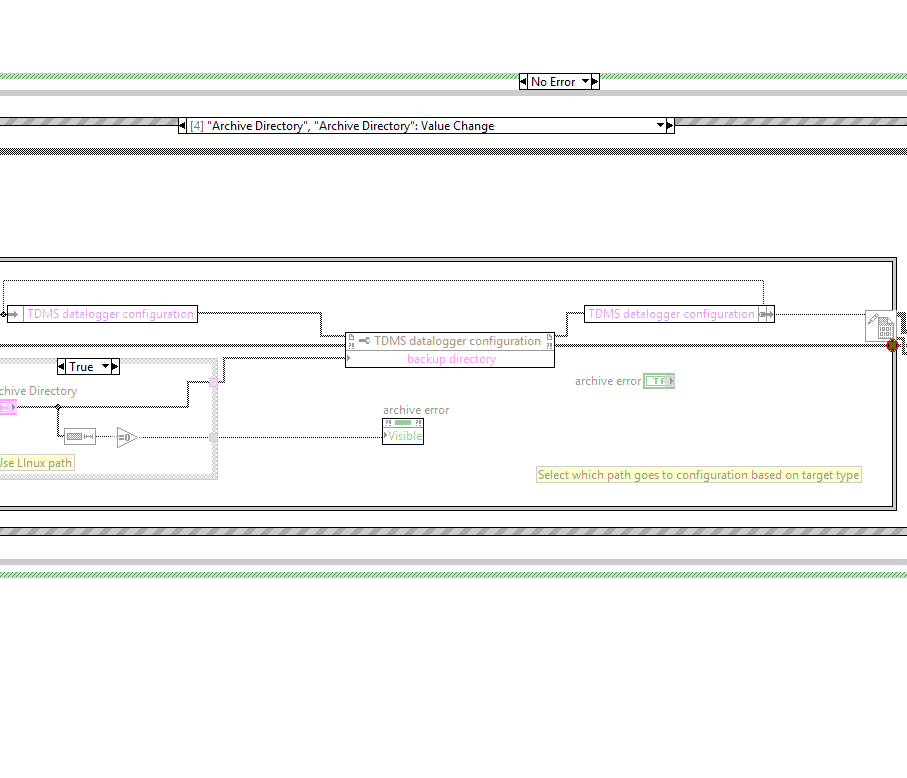 No Error
[4] "Archive Directory", "Archive Directory": Value Change
TDMS datalogger configuration
TDMS datalogger configuration
TDMS datalogger configuration
backup directory
True
chive Directory
archive error
archive error
Visible
=0
TF
Use LInux path
Select which path goes to configuration based on target type